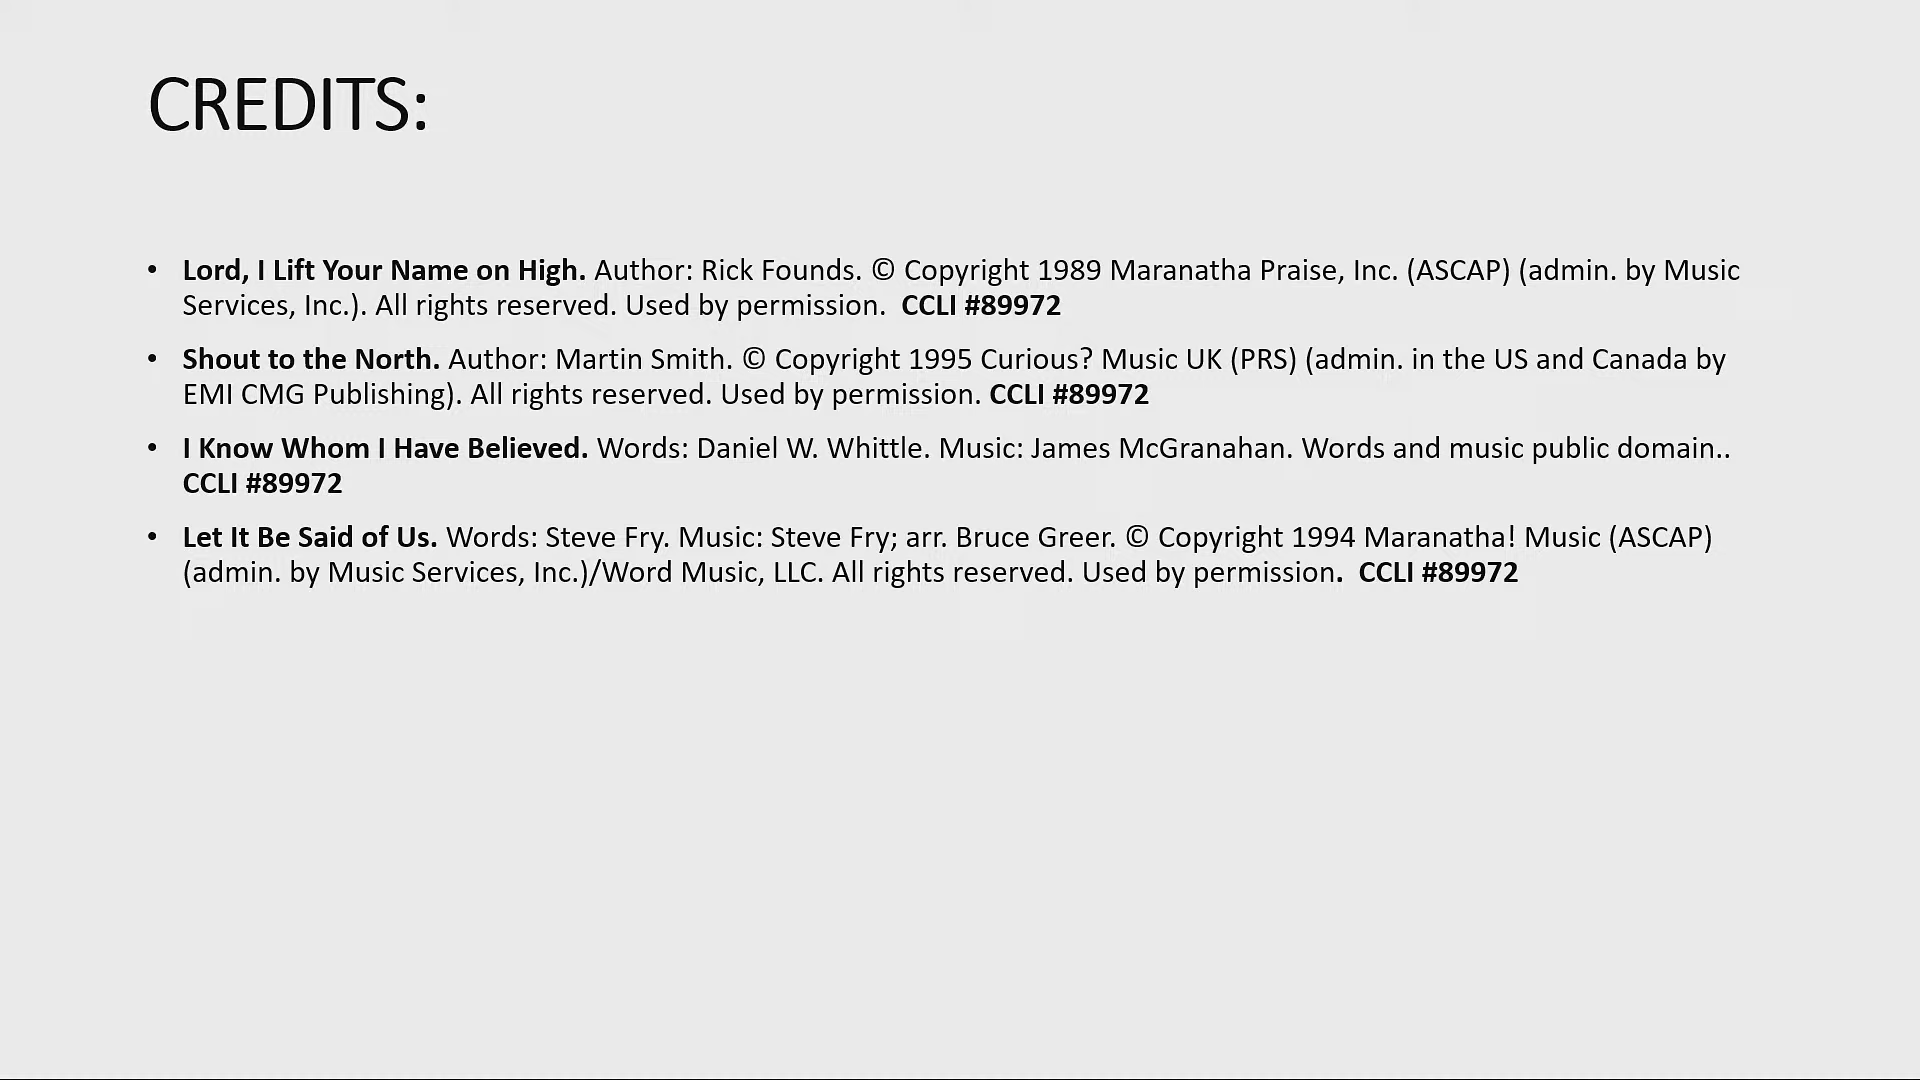 CREDITS:
• Lord, I Lift Your Name on High. Author: Rick Founds. © Copyright 1989 Maranatha Praise, Inc. (ASCAP) (admin. by Music
Services, Inc.). All rights reserved. Used by permission.  CCLI #89972
• Shout to the North. Author: Martin Smith. © Copyright 1995 Curious? Music UK (PRS) (admin. in the US and Canada by
EMI CMG Publishing). All rights reserved. Used by permission. CCLI #89972
• I Know Whom I Have Believed. Words: Daniel W. Whittle. Music: James McGranahan. Words and music public domain..
CCLI #89972
• Let It Be Said of Us. Words: Steve Fry. Music: Steve Fry; arr. Bruce Greer. © Copyright 1994 Maranatha! Music (ASCAP)
(admin. by Music Services, Inc.)/Word Music, LLC. All rights reserved. Used by permission.  CCLI #89972